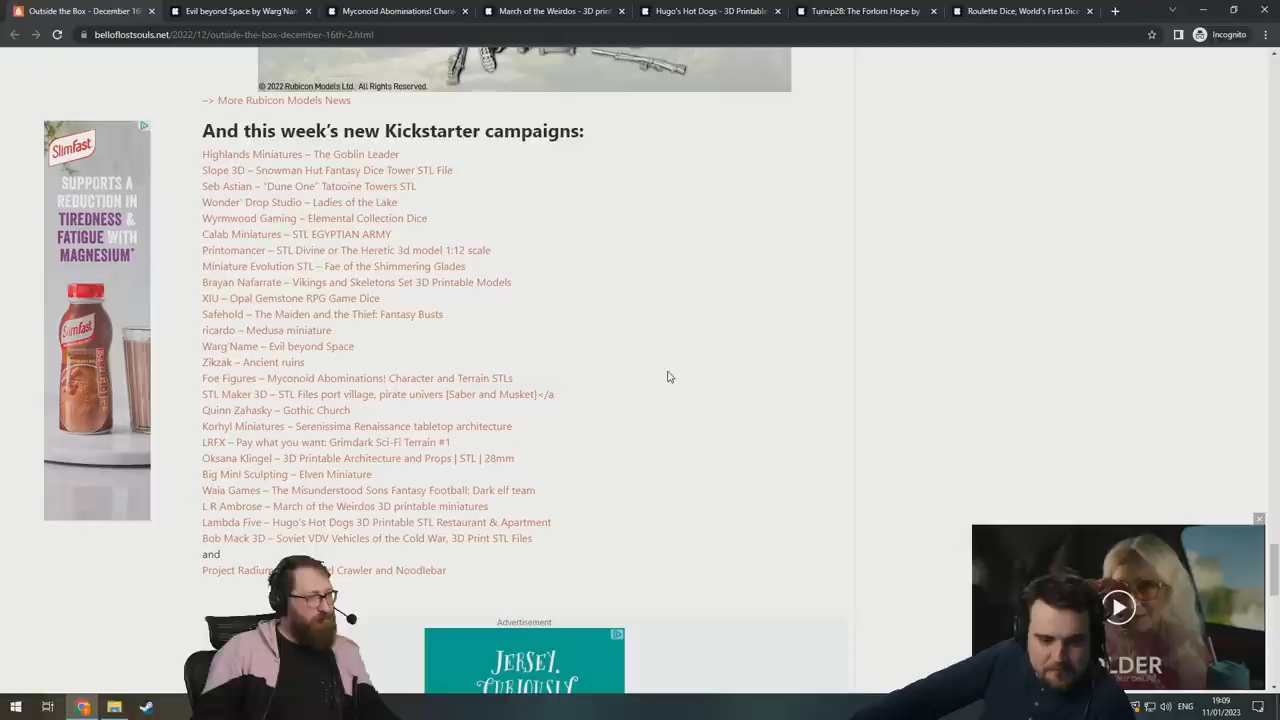 Outside the Box - Decembe
Evil beyond Space by Warg'Nan
Myconoid Abominations! Chara
March of the Weirdos - 3D print
Hugo's Hot Dogs - 3D Printable
Turnip28: The Forlorn Hope by
Roulette Dice, World's First Dice
belloflostsouls.net/2022/12/outside-the-box-december-16th-2.html
Incognito
© 2022 Rubicon Models Ltd. All Rights Reserved.
–> More Rubicon Models News
And this week's new Kickstarter campaigns:
Highlands Miniatures – The Goblin Leader
Slope 3D – Snowman Hut Fantasy Dice Tower STL File
Seb Astian – "Dune One" Tatooine Towers STL
Wonder' Drop Studio – Ladies of the Lake
Wyrmwood Gaming – Elemental Collection Dice
Calab Miniatures – STL EGYPTIAN ARMY
Printomancer – STL Divine or The Heretic 3d model 1:12 scale
Miniature Evolution STL – Fae of the Shimmering Glades
Brayan Nafarrate – Vikings and Skeletons Set 3D Printable Models
XIU – Opal Gemstone RPG Game Dice
Safehold – The Maiden and the Thief: Fantasy Busts
ricardo – Medusa miniature
Warg'Name – Evil beyond Space
Zikzak – Ancient ruins
Foe Figures – Myconoid Abominations! Character and Terrain STLs
STL Maker 3D – STL Files port village, pirate univers [Saber and Musket]</a
Quinn Zahasky – Gothic Church
Korhyl Miniatures – Serenissima Renaissance tabletop architecture
LRFX – Pay what you want: Grimdark Sci-Fi Terrain #1
Oksana Klingel – 3D Printable Architecture and Props | STL | 28mm
Big Mini Sculpting – Elven Miniature
Waia Games – The Misunderstood Sons Fantasy Football: Dark elf team
L R Ambrose – March of the Weirdos 3D printable miniatures
Lambda Five – Hugo's Hot Dogs 3D Printable STL Restaurant & Apartment
Bob Mack 3D – Soviet VDV Vehicles of the Cold War, 3D Print STL Files
and
Project Radiu d Crawler and Noodlebar
SlimFast
SUPPORTS A
REDUCTION IN
TIREDNESS &
FATIGUE WITH
MAGNESIUM*
SlimFast
Advertisement
JERSEY.
CURIOUSLY
LDER
ENG
19:09
11/01/2023